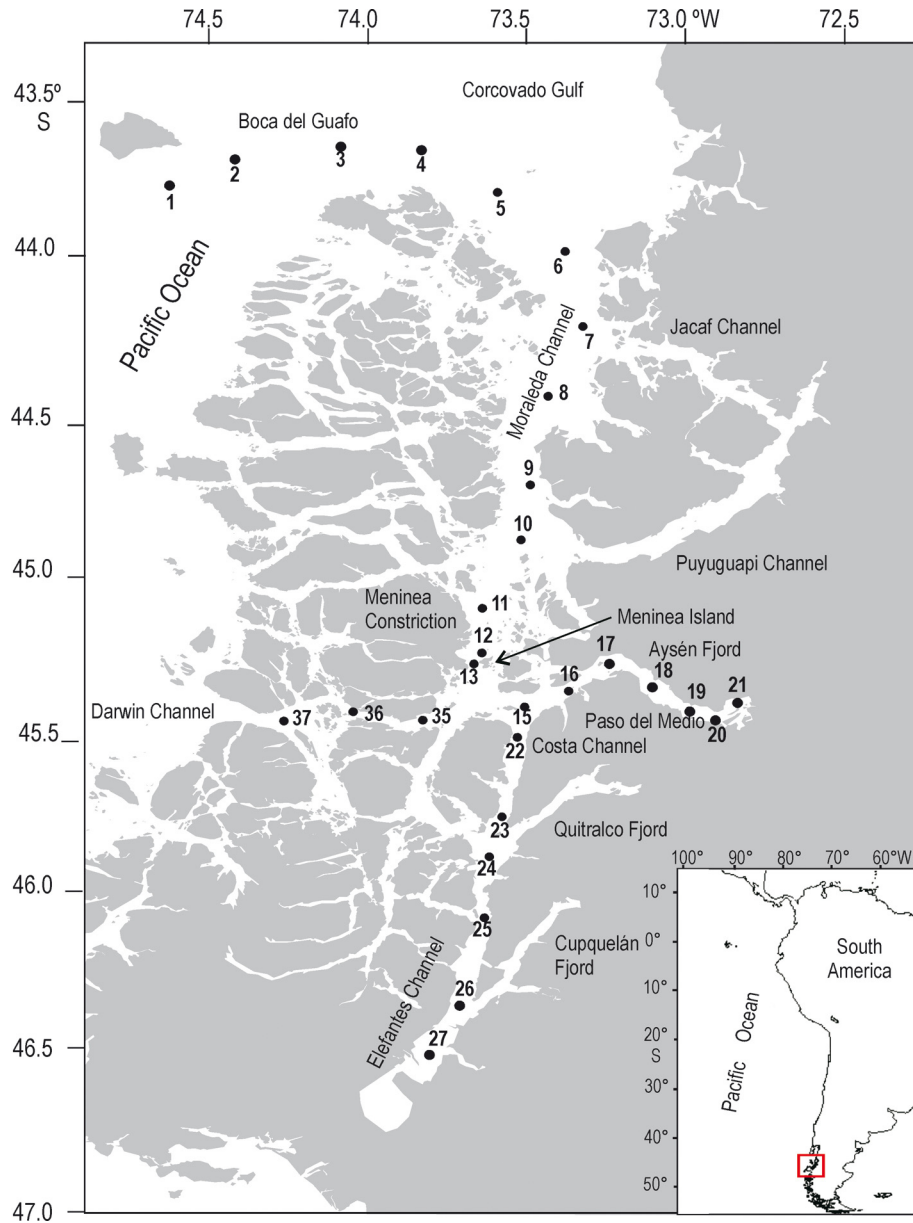 74.5
74.0
73.5
73.0 ºW
72.5
43.5º
S
Corcovado Gulf
Boca del Guafo
3
4
2
1
5
44.0
6
Pacific Ocean
7
Jacaf Channel
Moraleda Channel
8
44.5
9
10
45.0
Puyuguapi Channel
Meninea
Constriction
11
Meninea Island
12
17
Aysén Fjord
13
16
18
19
21
Darwin Channel
37
36
35
15
Paso del Medio
20
45.5
22
Costa Channel
23
Quitralco Fjord
24
46.0
25
Cupquelán
Fjord
Elefantes Channel
26
27
46.5
47.0
100°
90°
80°
70°
60°W
10°
0°
South
America
10°
20°
S
Pacific Ocean
30°
40°
50°